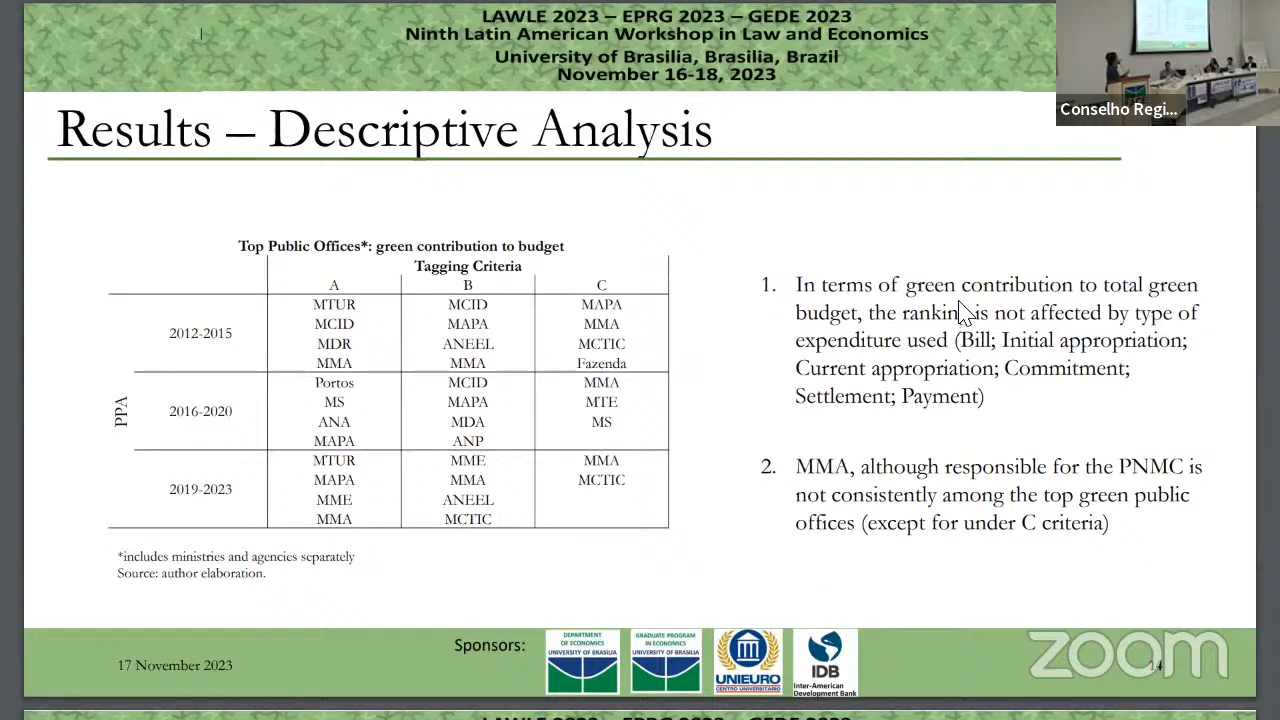 LAWLE 2023 – EPRG 2023 – GEDE 2023
Ninth Latin American Workshop in Law and Economics
University of Brasilia, Brasilia, Brazil
November 16-18, 2023
Conselho Regi...
Results – Descriptive Analysis
Top Public Offices*: green contribution to budget
Tagging Criteria
A B C
PPA
2012-2015
MTUR MCID MAPA
MCID MAPA MMA
MDR ANEEL MCTIC
MMA MMA Fazenda
2016-2020
Portos MCID MMA
MS MAPA MTE
ANA MDA MS
MAPA ANP
2019-2023
MTUR MME MMA
MAPA MMA MCTIC
MME ANEEL
MMA MCTIC
*includes ministries and agencies separately
Source: author elaboration.
1. In terms of green contribution to total green
budget, the ranking is not affected by type of
expenditure used (Bill; Initial appropriation;
Current appropriation; Commitment;
Settlement; Payment)
2. MMA, although responsible for the PNMC is
not consistently among the top green public
offices (except for under C criteria)
17 November 2023
Sponsors:
DEPARTMENT
OF ECONOMICS
UNIVERSITY OF BRASILIA
GRADUATE PROGRAM
IN ECONOMICS
UNIVERSITY OF BRASILIA
UNIEURO
CENTRO UNIVERSITARIO
IDB
Inter-American
Development Bank
zoom
14
LAWLE 2023 – EPRG 2023 – GEDE 2023